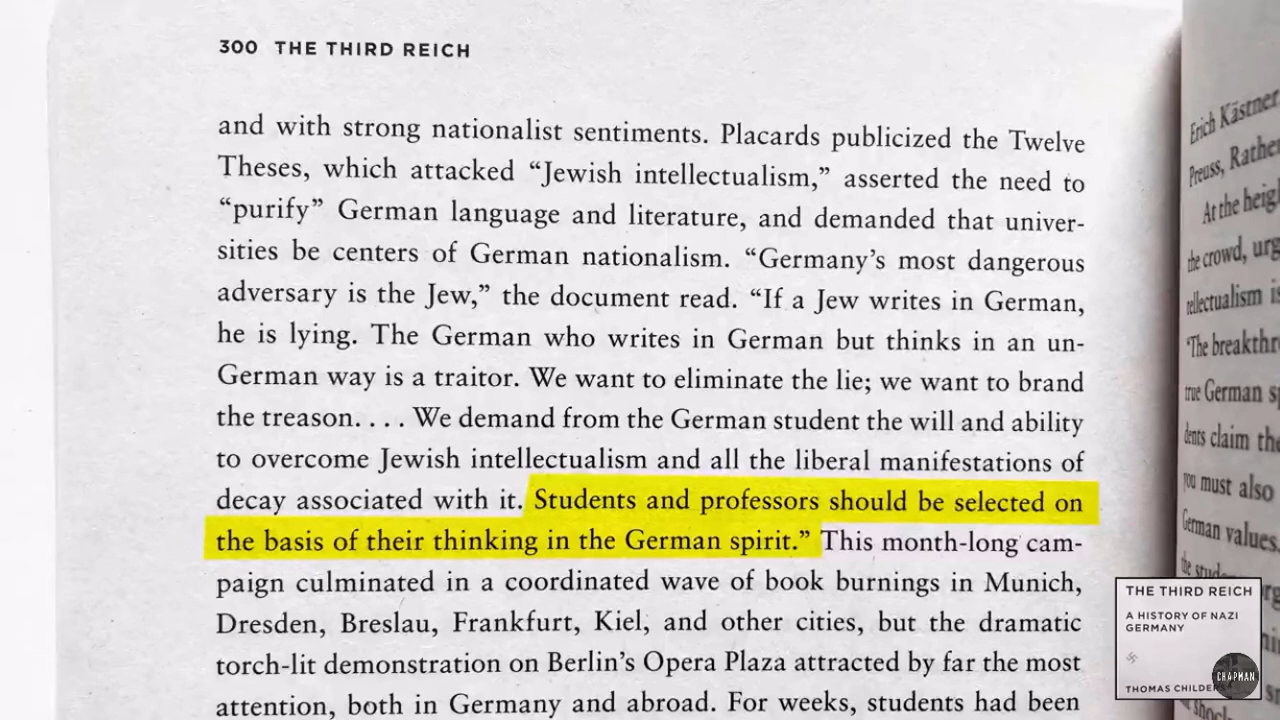 300 THE THIRD REICH
and with strong nationalist sentiments. Placards publicized the Twelve
Theses, which attacked “Jewish intellectualism,” asserted the need to
“purify” German language and literature, and demanded that univer-
sities be centers of German nationalism. “Germany’s most dangerous
adversary is the Jew,” the document read. “If a Jew writes in German,
he is lying. The German who writes in German but thinks in an un-
German way is a traitor. We want to eliminate the lie; we want to brand
the treason. . . . We demand from the German student the will and ability
to overcome Jewish intellectualism and all the liberal manifestations of
decay associated with it. Students and professors should be selected on
the basis of their thinking in the German spirit.” This month-long cam-
paign culminated in a coordinated wave of book burnings in Munich,
Dresden, Breslau, Frankfurt, Kiel, and other cities, but the dramatic
torch-lit demonstration on Berlin’s Opera Plaza attracted by far the most
attention, both in Germany and abroad. For weeks, students had been
Erich Kästner
Preuss, Rathe
At the heig
the crowd, urg
tellectualism is
“The breakthr
true German sp
dents claim the
you must also
German values.
the stud
THE THIRD REICH
A HISTORY OF NAZI
GERMANY
THOMAS CHILDERS
CHAPMAN